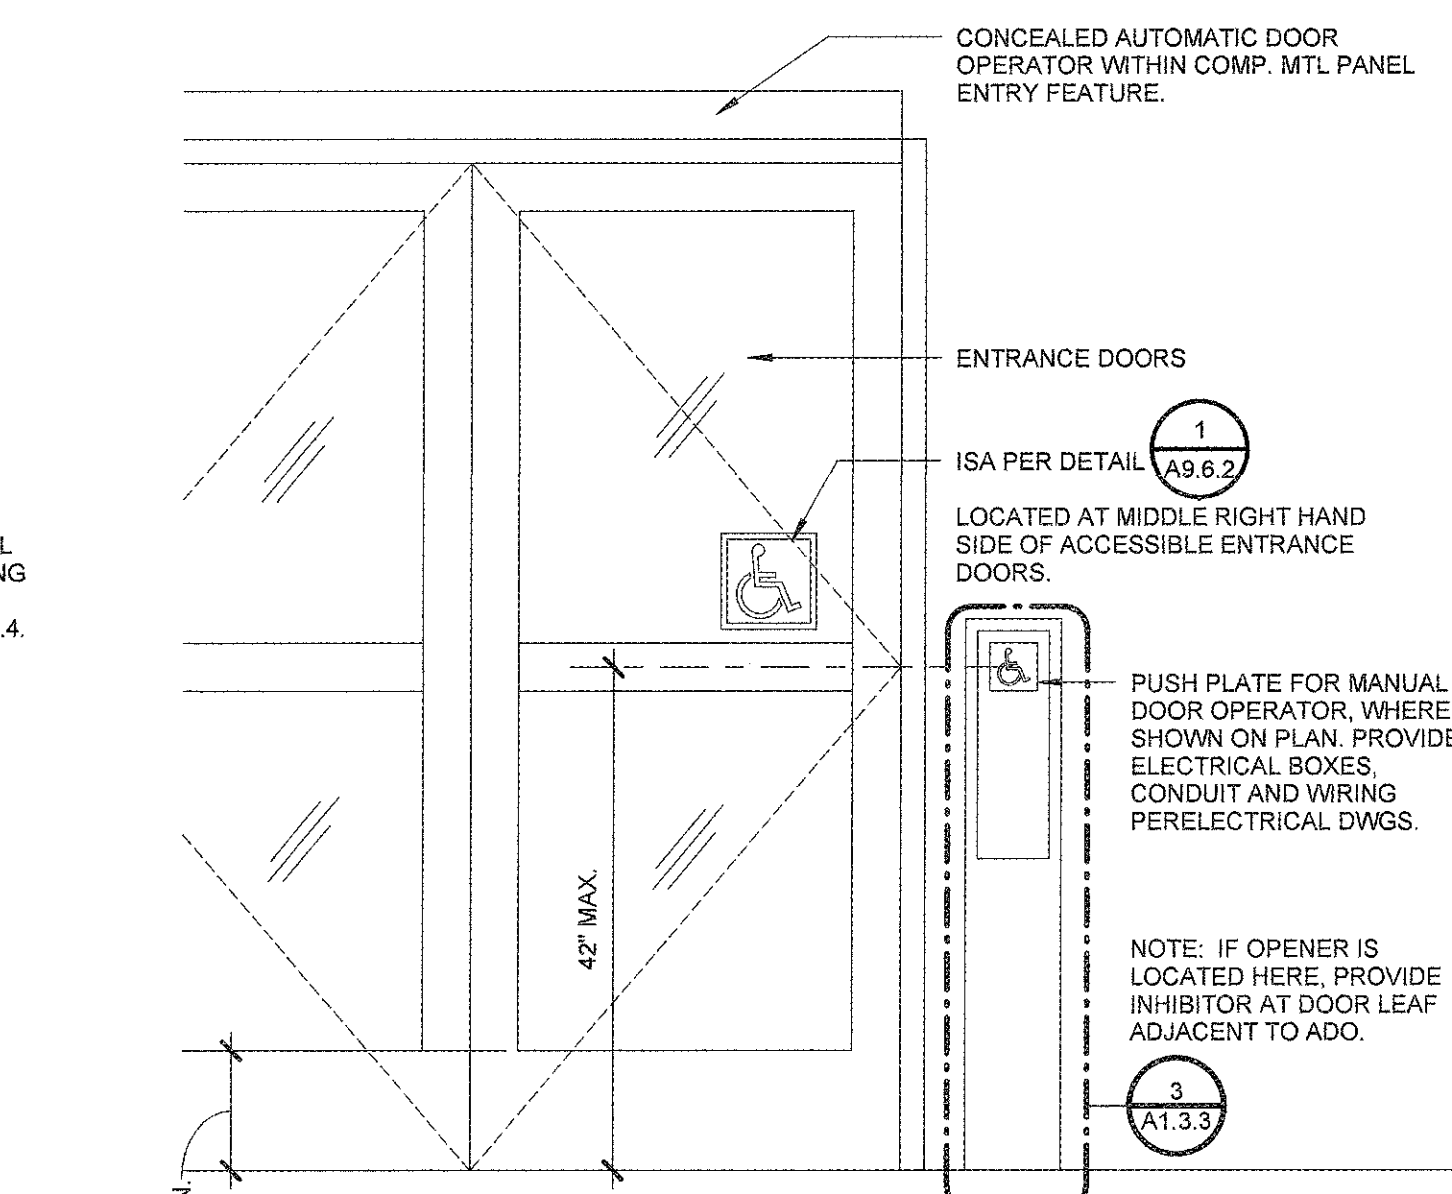 CONCEALED AUTOMATIC DOOR
OPERATOR WITHIN COMP. MTL PANEL
ENTRY FEATURE.
ENTRANCE DOORS
ISA PER DETAIL
1
A9.6.2
LOCATED AT MIDDLE RIGHT HAND
SIDE OF ACCESSIBLE ENTRANCE
DOORS.
PUSH PLATE FOR MANUAL
DOOR OPERATOR, WHERE
SHOWN ON PLAN. PROVIDE
ELECTRICAL BOXES,
CONDUIT AND WIRING
PERELECTRICAL DWGS.
42" MAX.
NOTE: IF OPENER IS
LOCATED HERE, PROVIDE
INHIBITOR AT DOOR LEAF
ADJACENT TO ADO.
3
A1.3.3